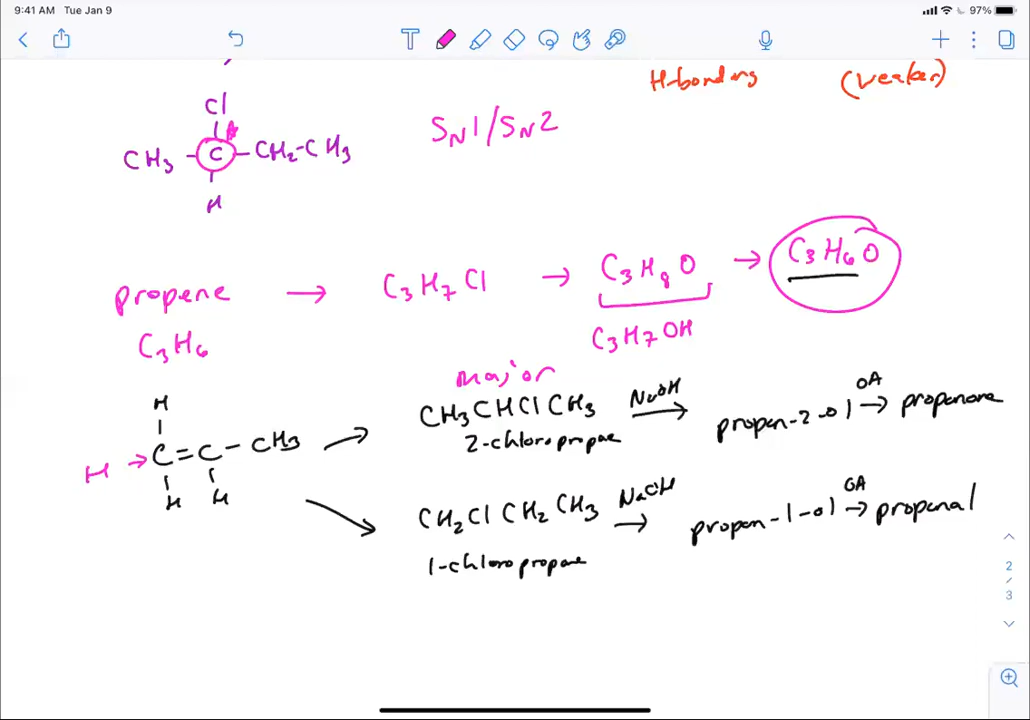 9:41 AM Tue Jan 9
97%
T
H-bonding
(weaker)
Cl
CH3 - C - CH2-CH3
H
SN1/SN2
propene → C3H7Cl → C3H8O → C3H6O
C3H6
C3H7OH
major
H
H → C = C - CH3
H H
CH3CHClCH3 NaOH → propan-2-ol OA → propanone
2-chloropropae
CH2ClCH2CH3 NaOH → propan-1-ol OA → propanal
1-chloropropae
2
/
3